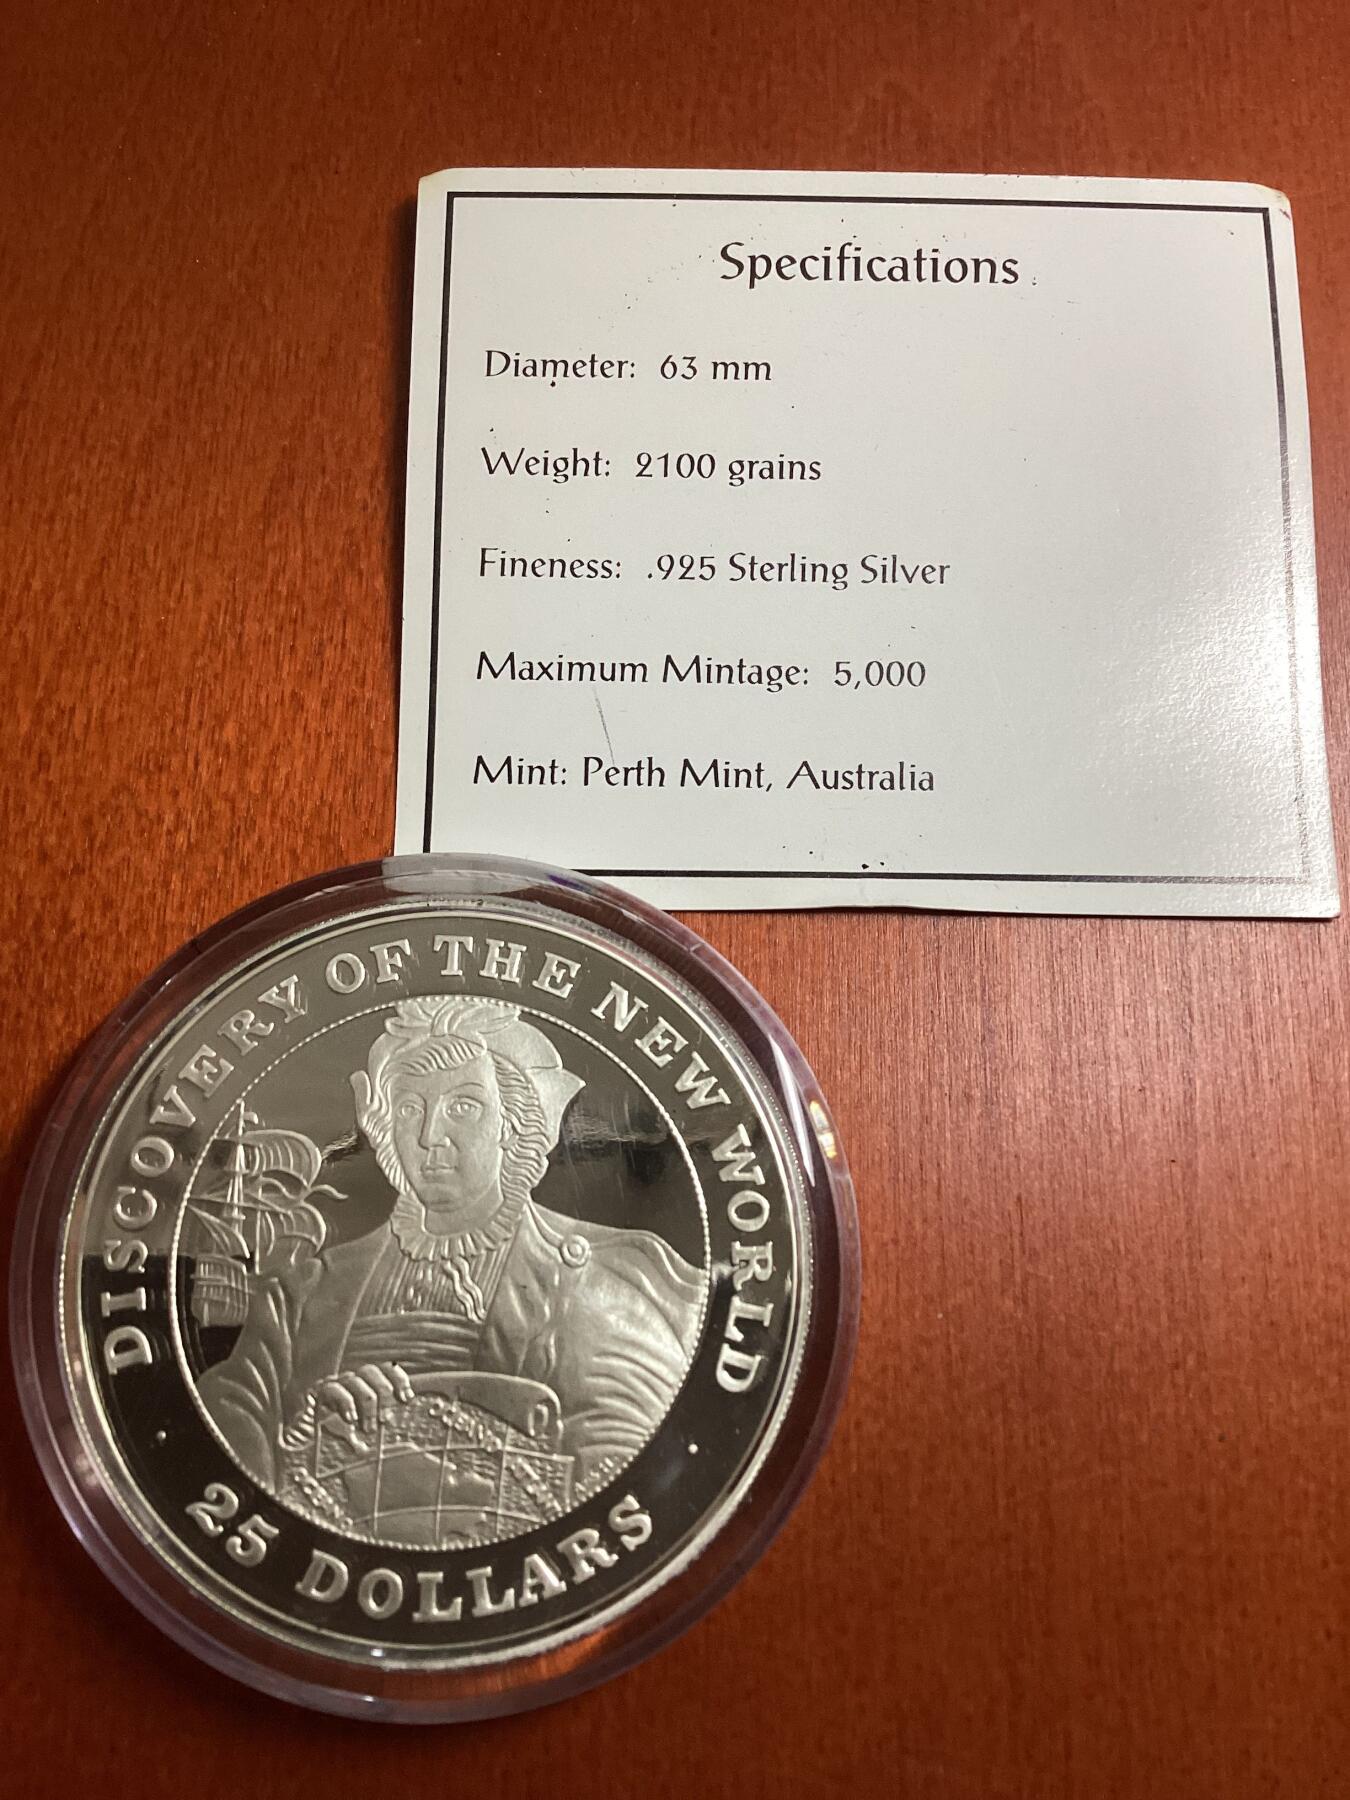 Specifications
Diameter: 63 mm
Weight: 2100 grains
Fineness: .925 Sterling Silver
Maximum Mintage: 5,000
Mint: Perth Mint, Australia
DISCOVERY OF THE NEW WORLD
25 DOLLARS